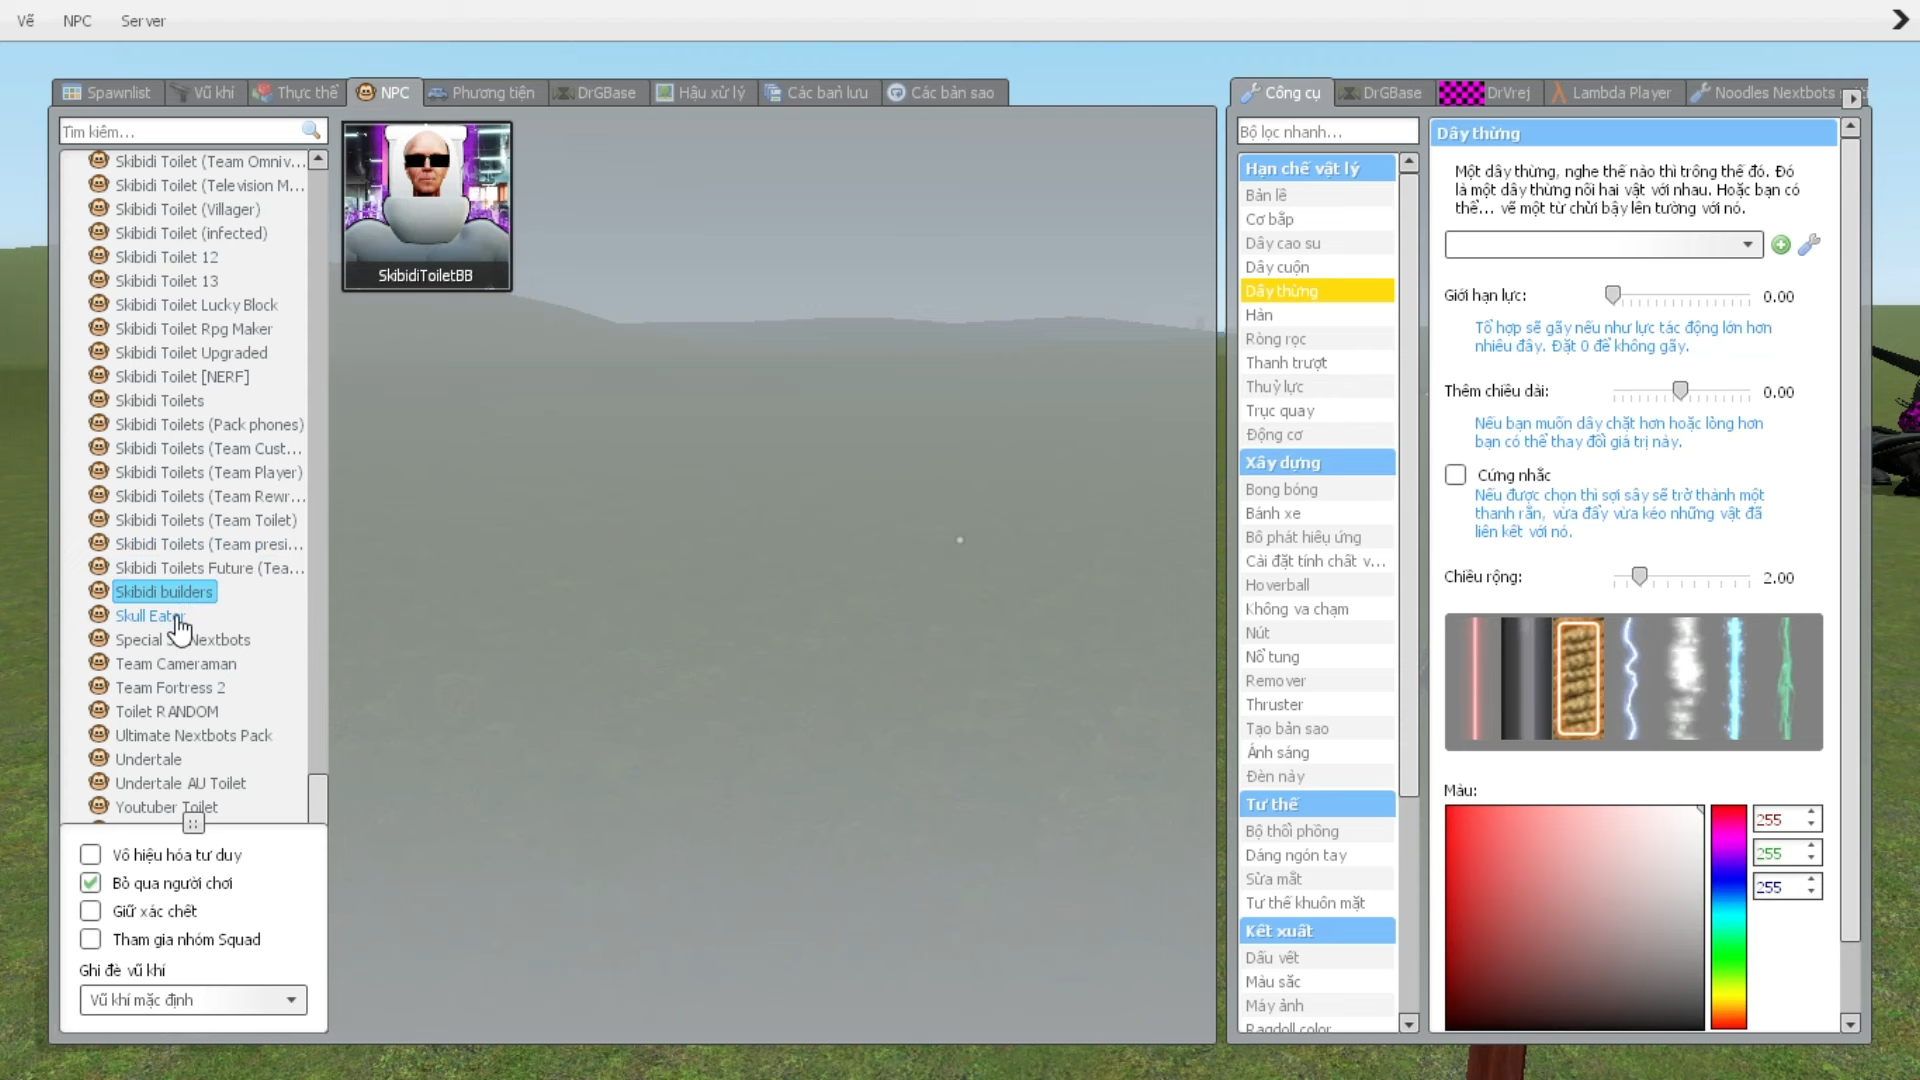 Vẽ NPC Server
Spawnlist Vũ khí Thực thể NPC Phương tiện DrGBase Hậu xử lý Các bản lưu Các bản sao
Tìm kiếm...
Skibidi Toilet (Team Omniv...
Skibidi Toilet (Television M...
Skibidi Toilet (Villager)
Skibidi Toilet (infected)
Skibidi Toilet 12
Skibidi Toilet 13
Skibidi Toilet Lucky Block
Skibidi Toilet Rpg Maker
Skibidi Toilet Upgraded
Skibidi Toilet [NERF]
Skibidi Toilets
Skibidi Toilets (Pack phones)
Skibidi Toilets (Team Cust...
Skibidi Toilets (Team Player)
Skibidi Toilets (Team Rewr...
Skibidi Toilets (Team Toilet)
Skibidi Toilets (Team presi...
Skibidi Toilets Future (Tea...
Skibidi builders
Skull Eater
Special Nextbots
Team Cameraman
Team Fortress 2
Toilet RANDOM
Ultimate Nextbots Pack
Undertale
Undertale AU Toilet
Youtuber Toilet
Vô hiệu hóa tư duy
Bỏ qua người chơi
Giữ xác chết
Tham gia nhóm Squad
Ghi đè vũ khí
Vũ khí mặc định
SkibidiToiletBB
Công cụ DrGBase DrVrej Lambda Player Noodles Nextbots
Bộ lọc nhanh...
Hạn chế vật lý
Bản lề
Cơ bắp
Dây cao su
Dây cuộn
Dây thừng
Hàn
Ròng rọc
Thanh trượt
Thuỷ lực
Trục quay
Động cơ
Xây dựng
Bong bóng
Bánh xe
Bộ phát hiệu ứng
Cài đặt tính chất v...
Hoverball
Không va chạm
Nút
Nổ tung
Remover
Thruster
Tạo bản sao
Ánh sáng
Đèn này
Tư thế
Bộ thổi phồng
Dáng ngón tay
Sửa mắt
Tư thế khuôn mặt
Kết xuất
Dấu vết
Màu sắc
Máy ảnh
Ragdoll color
Dây thừng
Một dây thừng, nghe thế nào thì trông thế đó. Đó
là một dây thừng nối hai vật với nhau. Hoặc bạn có
thể... vẽ một từ chửi bậy lên tường với nó.
Giới hạn lực: 0.00
Tổ hợp sẽ gãy nếu như lực tác động lớn hơn
nhiêu đây. Đặt 0 để không gãy.
Thêm chiều dài: 0.00
Nếu bạn muốn dây chặt hơn hoặc lỏng hơn
bạn có thể thay đổi giá trị này.
Cứng nhắc
Nếu được chọn thì sợi sây sẽ trở thành một
thanh rắn, vừa đẩy vừa kéo những vật đã
liên kết với nó.
Chiều rộng: 2.00
Màu:
255
255
255